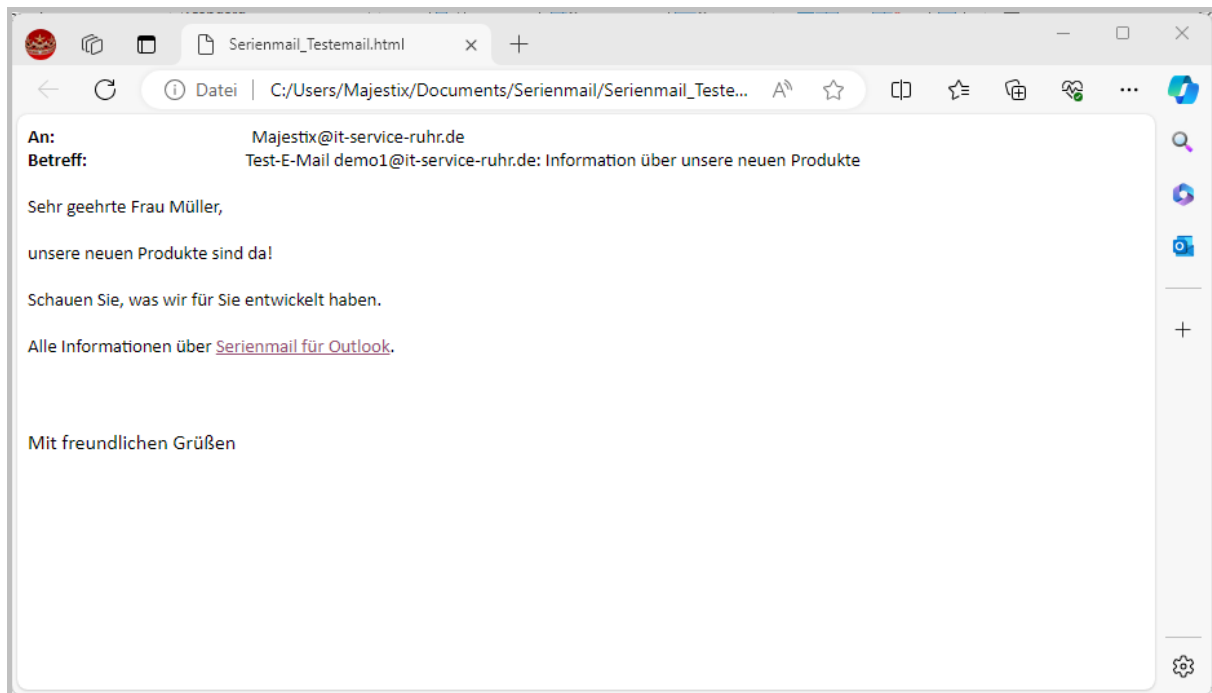 Serienmail_Testemail.html
Datei | C:/Users/Majestix/Documents/Serienmail/Serienmail_Teste...
An: Majestix@it-service-ruhr.de
Betreff: Test-E-Mail demo1@it-service-ruhr.de: Information über unsere neuen Produkte
Sehr geehrte Frau Müller,
unsere neuen Produkte sind da!
Schauen Sie, was wir für Sie entwickelt haben.
Alle Informationen über Serienmail für Outlook.
Mit freundlichen Grüßen